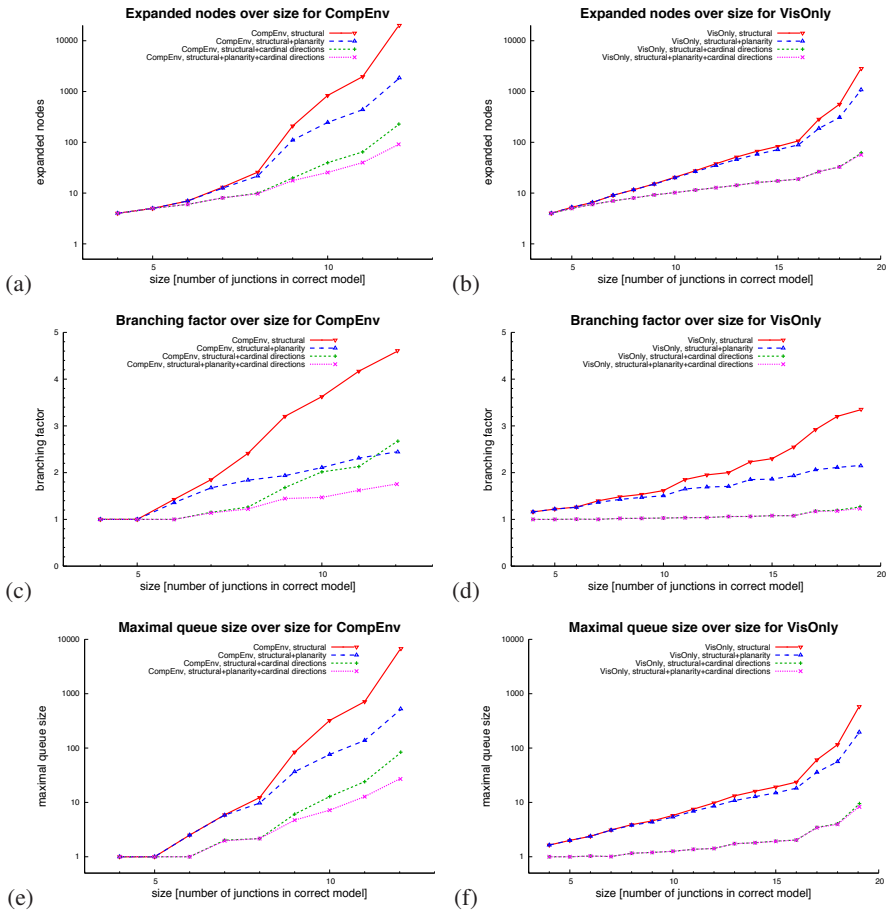 Expanded nodes over size for CompEnv
CompEnv, structural
CompEnv, structural+planarity
CompEnv, structural+cardinal directions
CompEnv, structural+planarity+cardinal directions
10000
1000
100
10
1
expanded nodes
5
10
size [number of junctions in correct model]
(a)
Expanded nodes over size for VisOnly
VisOnly, structural
VisOnly, structural+planarity
VisOnly, structural+cardinal directions
VisOnly, structural+planarity+cardinal directions
10000
1000
100
10
1
expanded nodes
5
10
15
20
size [number of junctions in correct model]
(b)
Branching factor over size for CompEnv
CompEnv, structural
CompEnv, structural+planarity
CompEnv, structural+cardinal directions
CompEnv, structural+planarity+cardinal directions
5
4
3
2
1
0
branching factor
5
10
size [number of junctions in correct model]
(c)
Branching factor over size for VisOnly
VisOnly, structural
VisOnly, structural+planarity
VisOnly, structural+cardinal directions
VisOnly, structural+planarity+cardinal directions
5
4
3
2
1
0
branching factor
5
10
15
20
size [number of junctions in correct model]
(d)
Maximal queue size over size for CompEnv
CompEnv, structural
CompEnv, structural+planarity
CompEnv, structural+cardinal directions
CompEnv, structural+planarity+cardinal directions
10000
1000
100
10
1
maximal queue size
5
10
size [number of junctions in correct model]
(e)
Maximal queue size over size for VisOnly
VisOnly, structural
VisOnly, structural+planarity
VisOnly, structural+cardinal directions
VisOnly, structural+planarity+cardinal directions
10000
1000
100
10
1
maximal queue size
5
10
15
20
size [number of junctions in correct model]
(f)